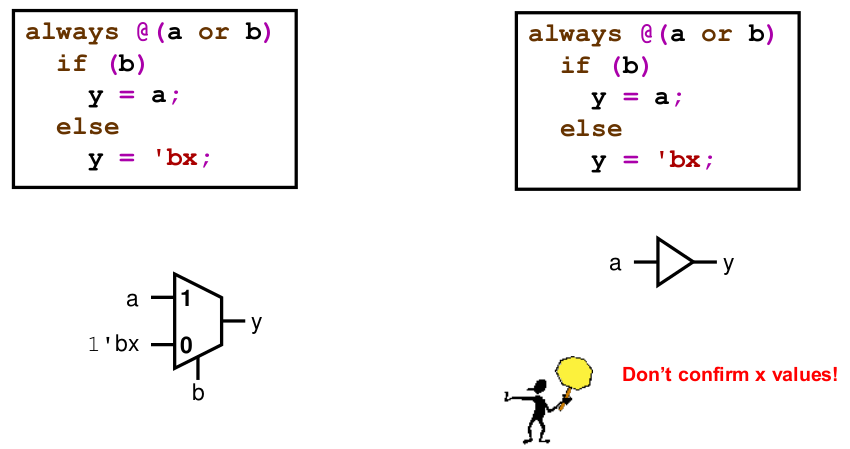 always @(a or b)
if (b)
y = a;
else
y = 'bx;
always @(a or b)
if (b)
y = a;
else
y = 'bx;
a 1
y
1'bx 0
b
a y
Don't confirm x values!